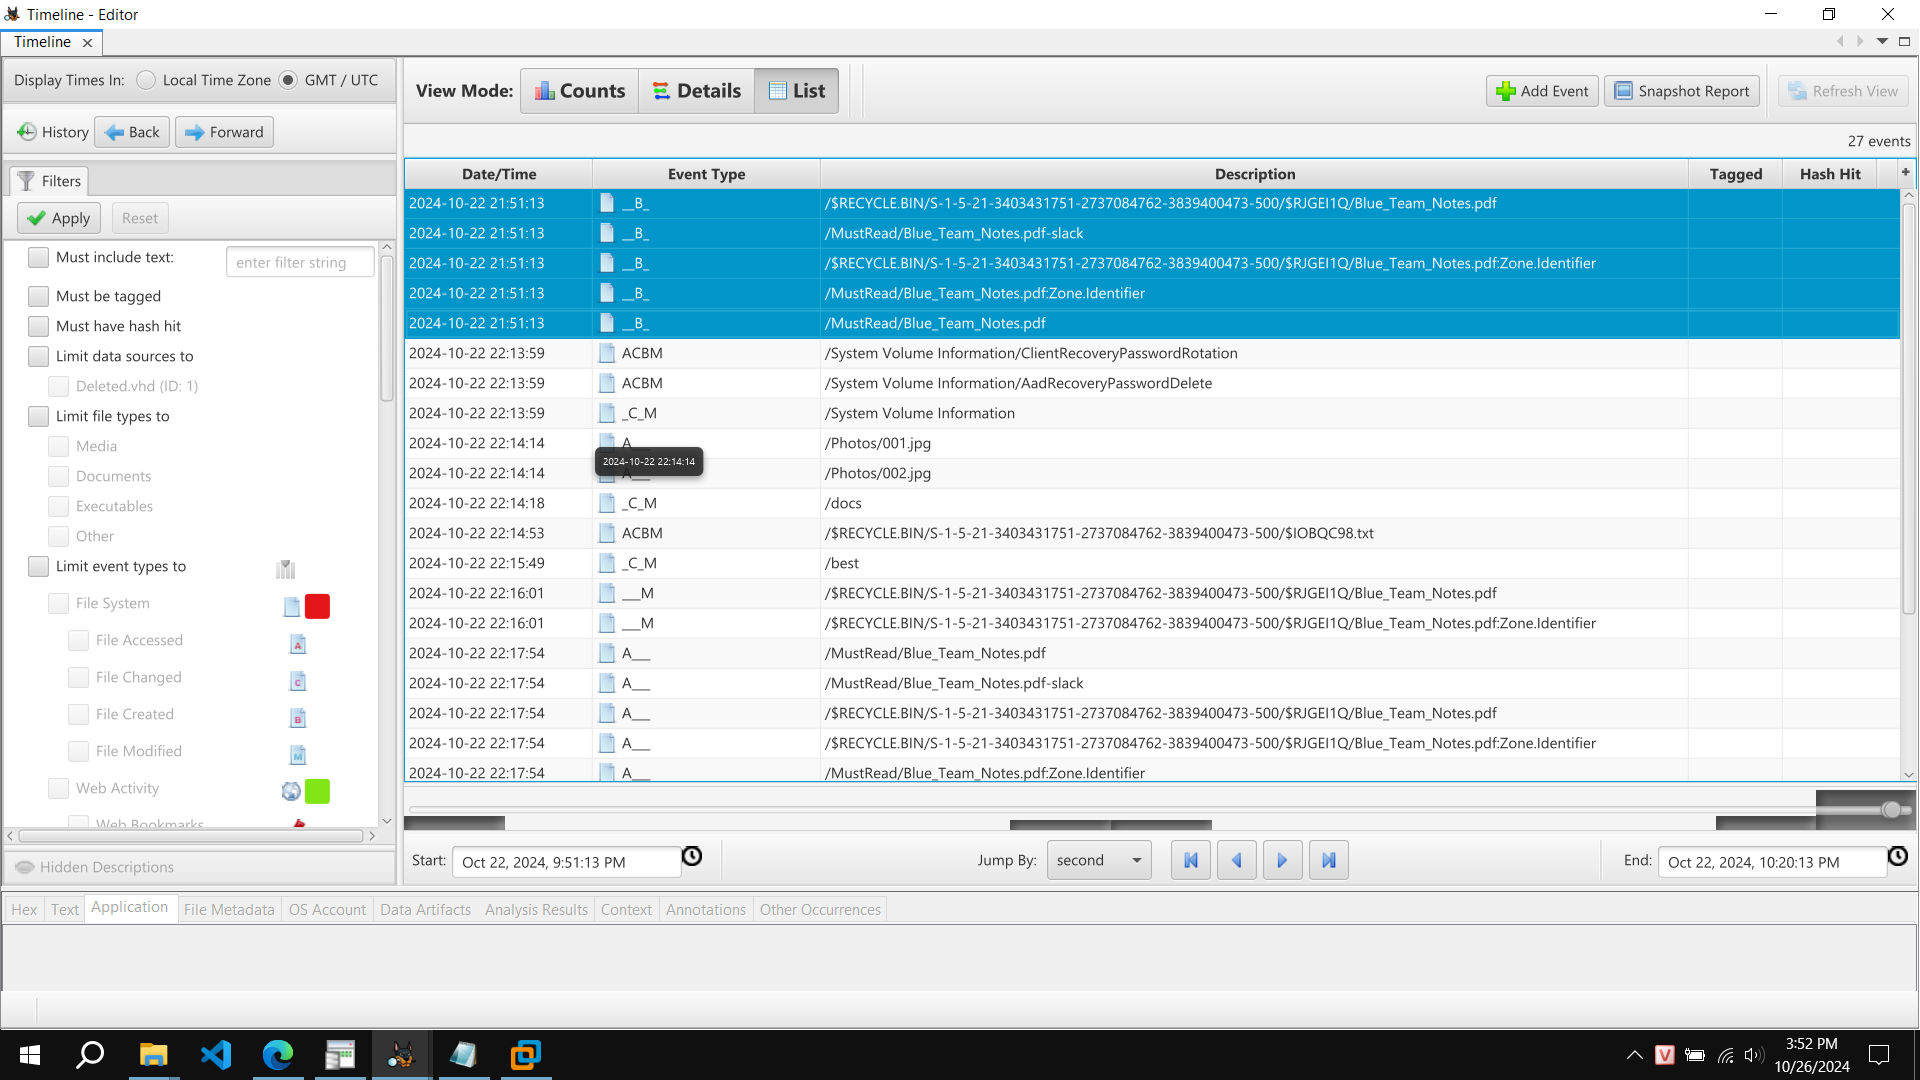 Timeline - Editor
Timeline
Display Times In: Local Time Zone GMT / UTC
History Back Forward
Filters
Apply Reset
Must include text: enter filter string
Must be tagged
Must have hash hit
Limit data sources to
Deleted.vhd (ID: 1)
Limit file types to
Media
Documents
Executables
Other
Limit event types to
File System
File Accessed
File Changed
File Created
File Modified
Web Activity
Web Bookmarks
Hidden Descriptions
View Mode: Counts Details List
Add Event Snapshot Report Refresh View
27 events
Date/Time Event Type Description Tagged Hash Hit +
2024-10-22 21:51:13 __B_ /$RECYCLE.BIN/S-1-5-21-3403431751-2737084762-3839400473-500/$RJGEI1Q/Blue_Team_Notes.pdf
2024-10-22 21:51:13 __B_ /MustRead/Blue_Team_Notes.pdf-slack
2024-10-22 21:51:13 __B_ /$RECYCLE.BIN/S-1-5-21-3403431751-2737084762-3839400473-500/$RJGEI1Q/Blue_Team_Notes.pdf:Zone.Identifier
2024-10-22 21:51:13 __B_ /MustRead/Blue_Team_Notes.pdf:Zone.Identifier
2024-10-22 21:51:13 __B_ /MustRead/Blue_Team_Notes.pdf
2024-10-22 22:13:59 ACBM /System Volume Information/ClientRecoveryPasswordRotation
2024-10-22 22:13:59 ACBM /System Volume Information/AadRecoveryPasswordDelete
2024-10-22 22:13:59 _C_M /System Volume Information
2024-10-22 22:14:14 A___ /Photos/001.jpg
2024-10-22 22:14:14
2024-10-22 22:14:14 A___ /Photos/002.jpg
2024-10-22 22:14:18 _C_M /docs
2024-10-22 22:14:53 ACBM /$RECYCLE.BIN/S-1-5-21-3403431751-2737084762-3839400473-500/$IOBQC98.txt
2024-10-22 22:15:49 _C_M /best
2024-10-22 22:16:01 ___M /$RECYCLE.BIN/S-1-5-21-3403431751-2737084762-3839400473-500/$RJGEI1Q/Blue_Team_Notes.pdf
2024-10-22 22:16:01 ___M /$RECYCLE.BIN/S-1-5-21-3403431751-2737084762-3839400473-500/$RJGEI1Q/Blue_Team_Notes.pdf:Zone.Identifier
2024-10-22 22:17:54 A___ /MustRead/Blue_Team_Notes.pdf
2024-10-22 22:17:54 A___ /MustRead/Blue_Team_Notes.pdf-slack
2024-10-22 22:17:54 A___ /$RECYCLE.BIN/S-1-5-21-3403431751-2737084762-3839400473-500/$RJGEI1Q/Blue_Team_Notes.pdf
2024-10-22 22:17:54 A___ /$RECYCLE.BIN/S-1-5-21-3403431751-2737084762-3839400473-500/$RJGEI1Q/Blue_Team_Notes.pdf:Zone.Identifier
2024-10-22 22:17:54 A___ /MustRead/Blue_Team_Notes.pdf:Zone.Identifier
Start: Oct 22, 2024, 9:51:13 PM Jump By: second End: Oct 22, 2024, 10:20:13 PM
Hex Text Application File Metadata OS Account Data Artifacts Analysis Results Context Annotations Other Occurrences
3:52 PM
10/26/2024